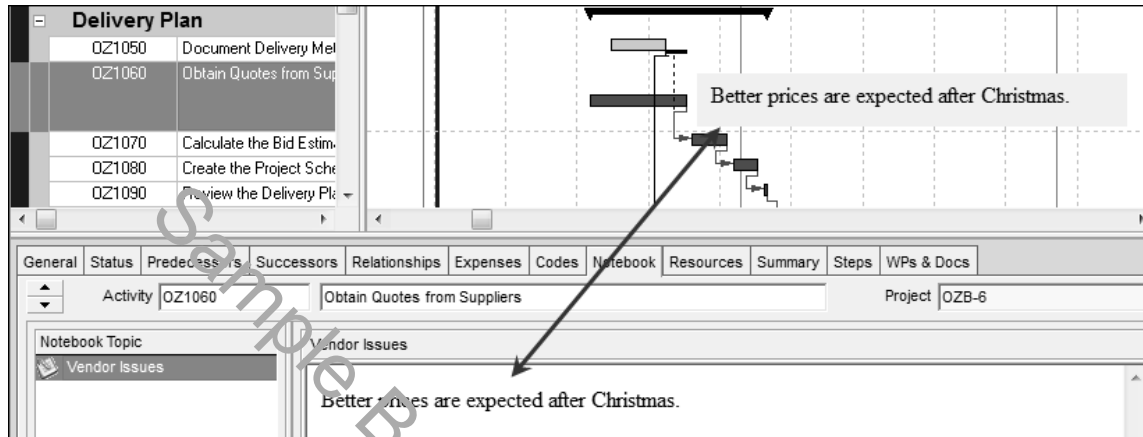 Delivery Plan
OZ1050 Document Delivery Met
OZ1060 Obtain Quotes from Sup
Better prices are expected after Christmas.
OZ1070 Calculate the Bid Estim
OZ1080 Create the Project Sche
OZ1090 Review the Delivery Pla
General Status Predecessors Successors Relationships Expenses Codes Notebook Resources Summary Steps WPs & Docs
Activity OZ1060 Obtain Quotes from Suppliers Project OZB-6
Notebook Topic Vendor Issues
Vendor Issues
Better prices are expected after Christmas.
Sample